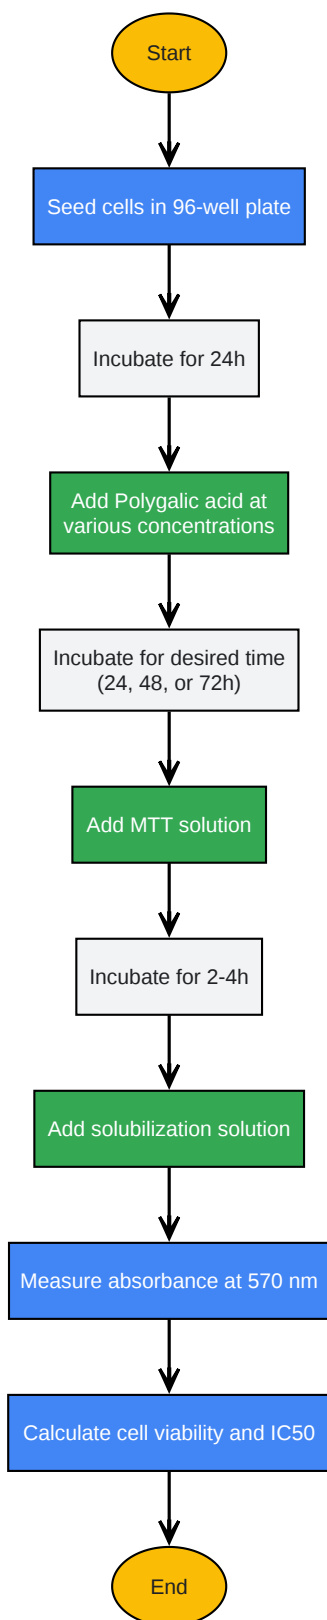 Start
Seed cells in 96-well plate
Incubate for 24h
Add Polygalic acid at
various concentrations
Incubate for desired time
(24, 48, or 72h)
Add MTT solution
Incubate for 2-4h
Add solubilization solution
Measure absorbance at 570 nm
Calculate cell viability and IC50
End